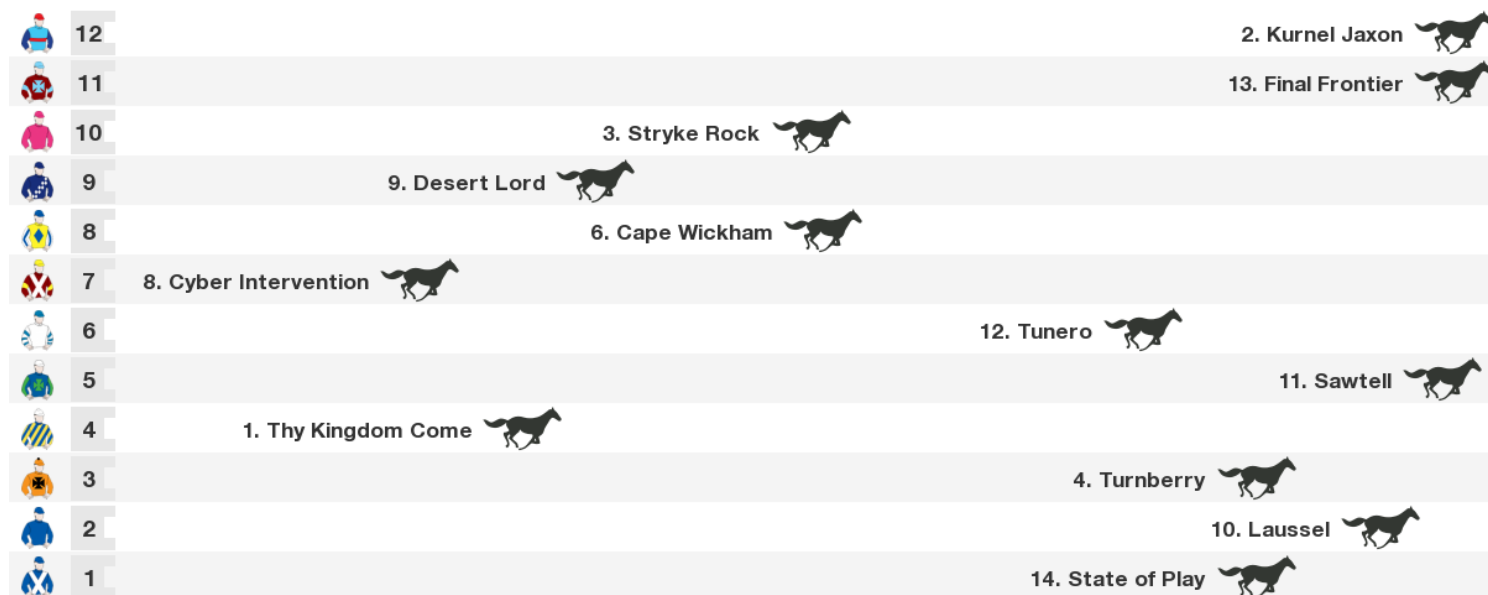 12 2. Kurnel Jaxon
11 13. Final Frontier
10 3. Stryke Rock
9 9. Desert Lord
8 6. Cape Wickham
7 8. Cyber Intervention
6 12. Tunero
5 11. Sawtell
4 1. Thy Kingdom Come
3 4. Turnberry
2 10. Laussel
1 14. State of Play